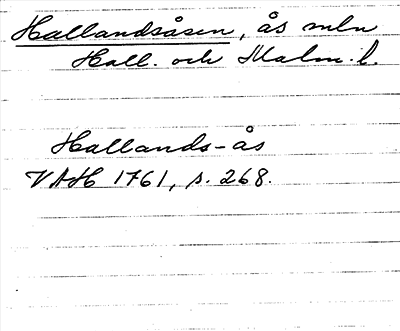 Hallandsåsen, ås mln
Hall. och Malm. l.
Hallands-ås
VAH 1761, s. 268.